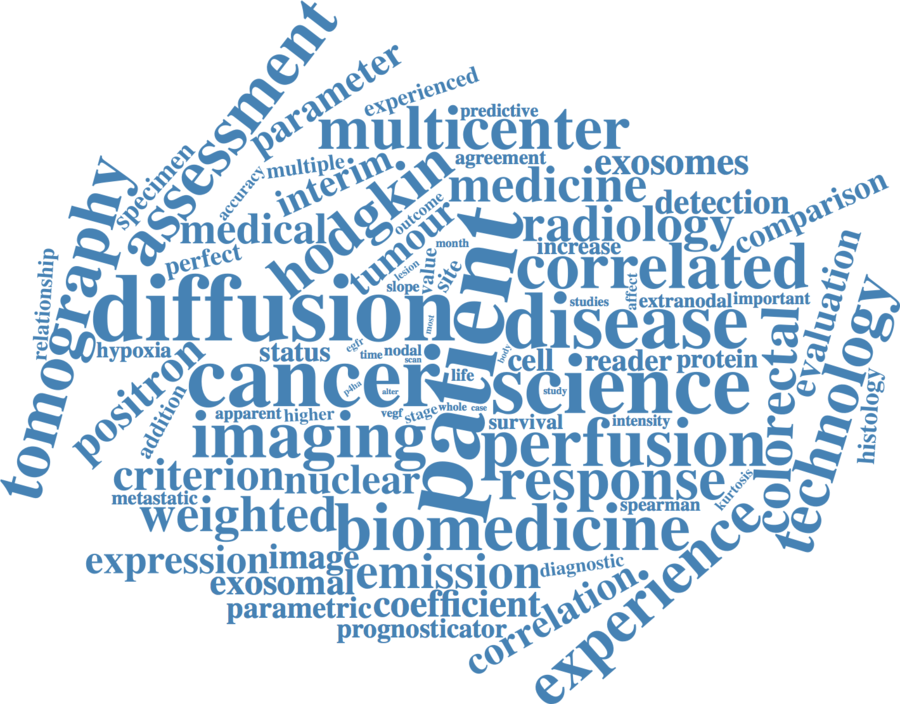 assessment
parameter
experienced
predictive
multicenter
agreement
exosomes
specimen
accuracy
multiple
interim
hodgkin
medicine
detection
comparison
tomography
medical
outcome
tumour
patient
radiology
perfect
month
increase
relationship
lesion
value
site
slope
correlated
affect
evaluation
diffusion
most
disease
studies
extranodal
important
technology
hypoxia
status
egfr
time
nodal
scan
body
cell
reader
protein
colorectal
positron
cancer
p4ha
alter
life
science
study
histology
addition
apparent
higher
vegf
stage
whole
case
survival
intensity
imaging
perfusion
criterion
nuclear
response
kurtosis
metastatic
weighted
spearman
biomedicine
experience
expression
image
exosomal
emission
diagnostic
parametric
coefficient
correlation
prognosticator